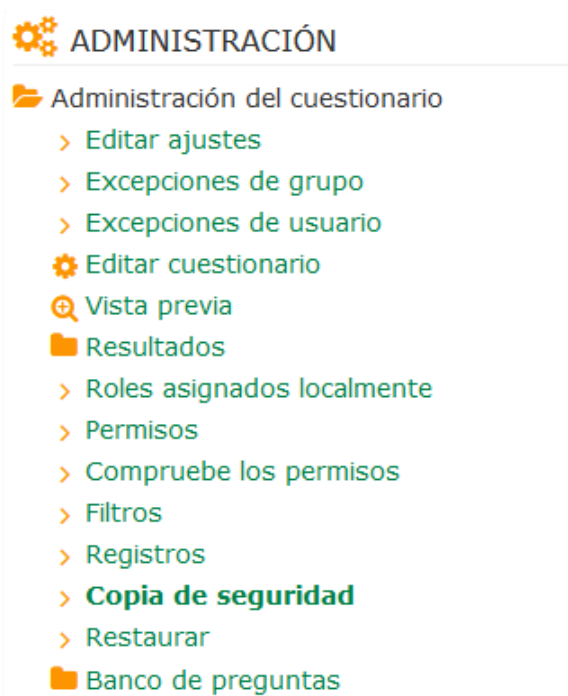 ADMINISTRACIÓN
Administración del cuestionario
Editar ajustes
Excepciones de grupo
Excepciones de usuario
Editar cuestionario
Vista previa
Resultados
Roles asignados localmente
Permisos
Compruebe los permisos
Filtros
Registros
Copia de seguridad
Restaurar
Banco de preguntas